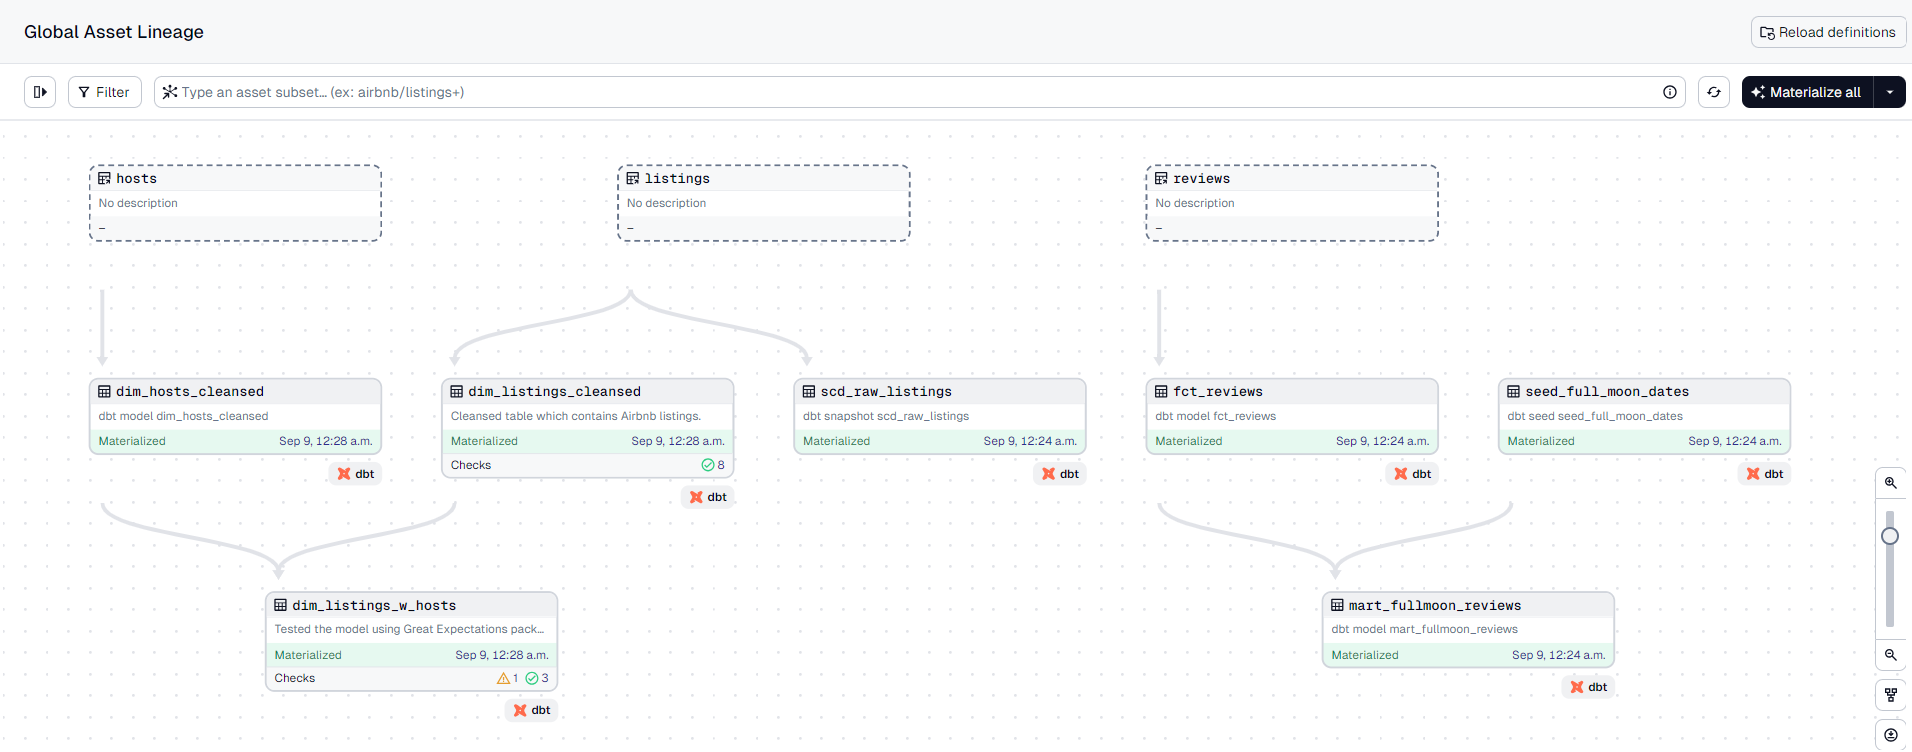 Global Asset Lineage
Reload definitions
Filter
Type an asset subset... (ex: airbnb/listings+)
Materialize all
hosts
No description
–
listings
No description
–
reviews
No description
–
dim_hosts_cleansed
dbt model dim_hosts_cleansed
Materialized Sep 9, 12:28 a.m.
dbt
dim_listings_cleansed
Cleansed table which contains Airbnb listings.
Materialized Sep 9, 12:28 a.m.
Checks 8
dbt
scd_raw_listings
dbt snapshot scd_raw_listings
Materialized Sep 9, 12:24 a.m.
dbt
fct_reviews
dbt model fct_reviews
Materialized Sep 9, 12:24 a.m.
dbt
seed_full_moon_dates
dbt seed seed_full_moon_dates
Materialized Sep 9, 12:24 a.m.
dbt
dim_listings_w_hosts
Tested the model using Great Expectations pack...
Materialized Sep 9, 12:28 a.m.
Checks 1 3
dbt
mart_fullmoon_reviews
dbt model mart_fullmoon_reviews
Materialized Sep 9, 12:24 a.m.
dbt